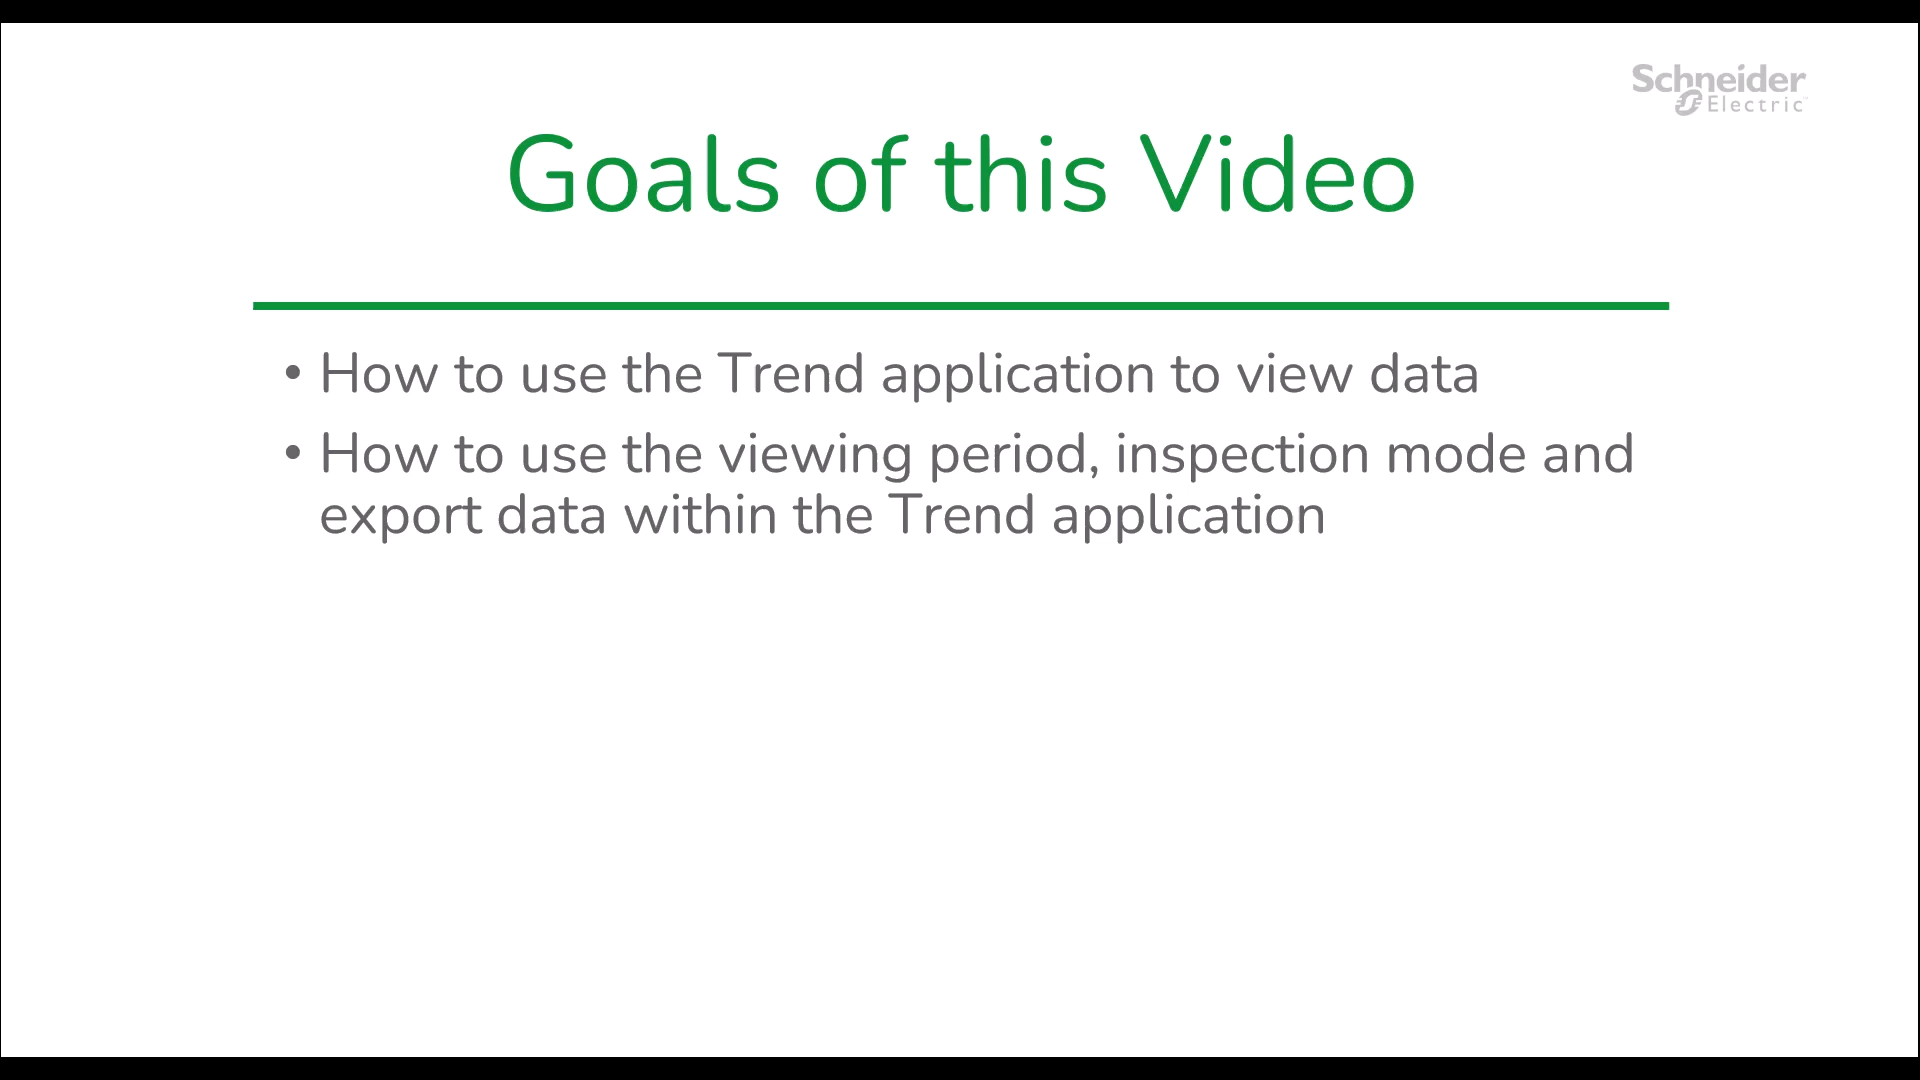 Schneider
Electric
Goals of this Video
• How to use the Trend application to view data
• How to use the viewing period, inspection mode and
export data within the Trend application